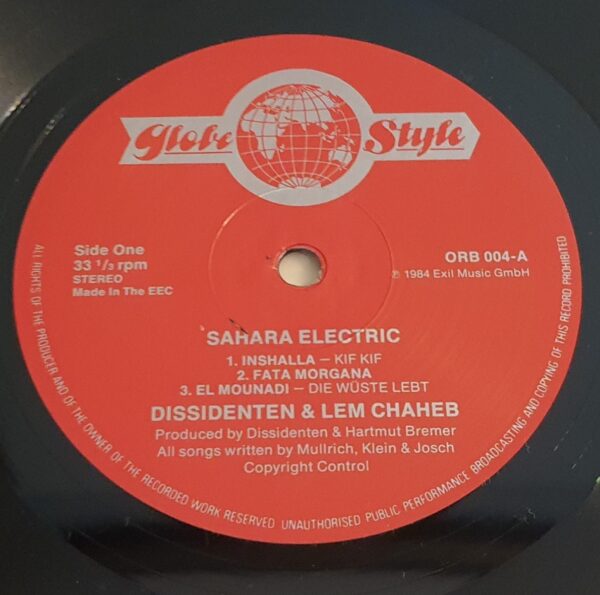 Globe Style
Side One
33 1/3 rpm
STEREO
Made In The EEC
ORB 004-A
℗ 1984 Exil Music GmbH
SAHARA ELECTRIC
1. INSHALLA – KIF KIF
2. FATA MORGANA
3. EL MOUNADI – DIE WÜSTE LEBT
DISSIDENTEN & LEM CHAHEB
Produced by Dissidenten & Hartmut Bremer
All songs written by Mullrich, Klein & Josch
Copyright Control
ALL RIGHTS OF THE PRODUCER AND OF THE OWNER OF THE RECORDED WORK RESERVED UNAUTHORISED PUBLIC PERFORMANCE BROADCASTING AND COPYING OF THIS RECORD PROHIBITED